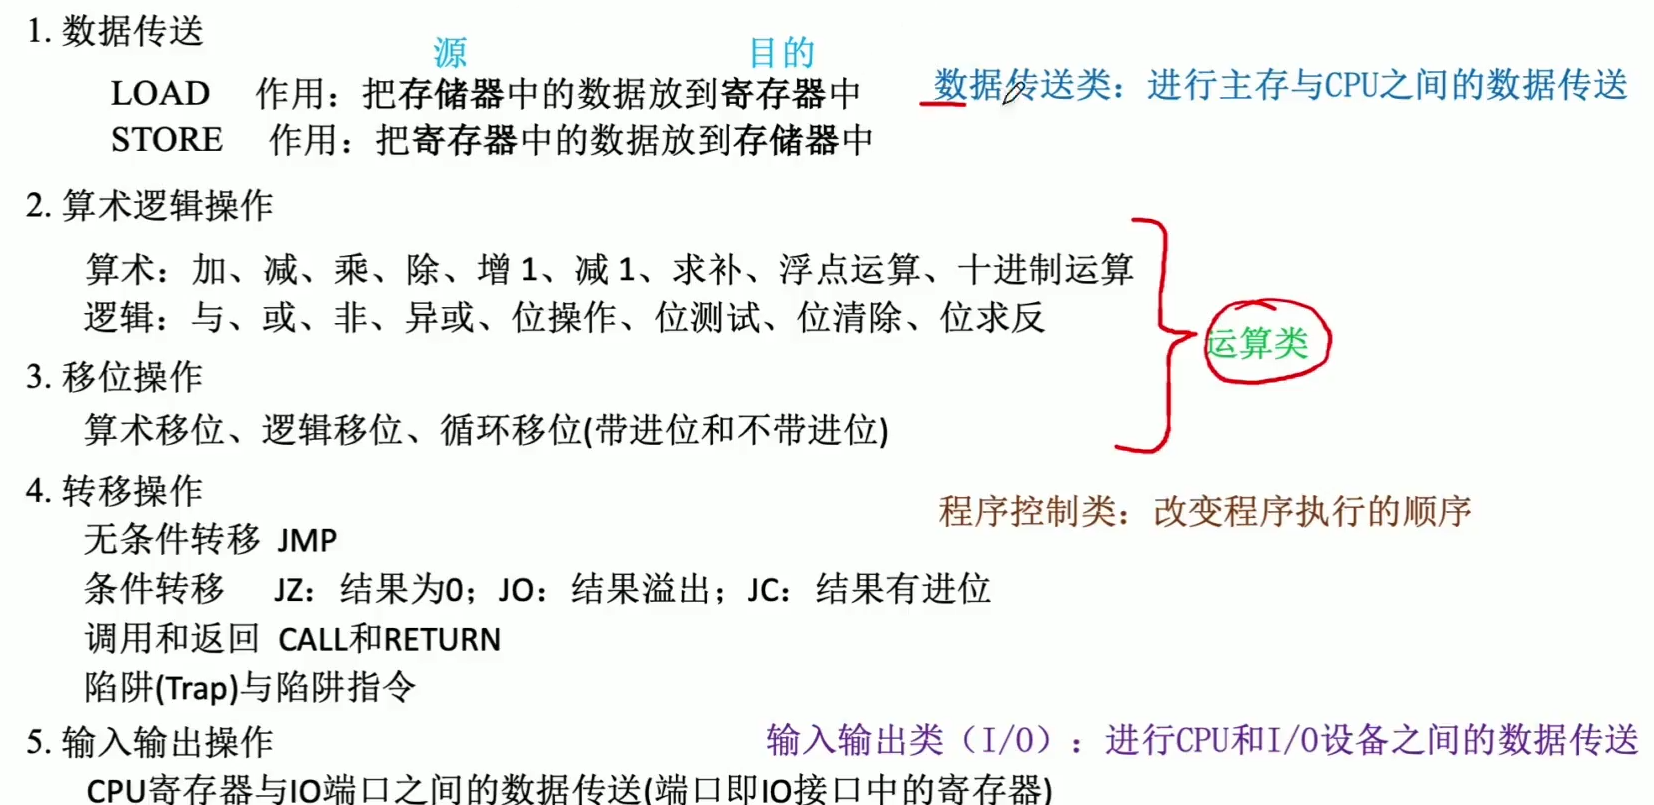 1. 数据传送
源 目的
LOAD 作用：把存储器中的数据放到寄存器中 数据传送类：进行主存与CPU之间的数据传送
STORE 作用：把寄存器中的数据放到存储器中
2. 算术逻辑操作
算术：加、减、乘、除、增 1、减 1、求补、浮点运算、十进制运算
逻辑：与、或、非、异或、位操作、位测试、位清除、位求反
运算类
3. 移位操作
算术移位、逻辑移位、循环移位(带进位和不带进位)
4. 转移操作
程序控制类：改变程序执行的顺序
无条件转移 JMP
条件转移 JZ：结果为0；JO：结果溢出；JC：结果有进位
调用和返回 CALL和RETURN
陷阱(Trap)与陷阱指令
5. 输入输出操作 输入输出类（I/O）：进行CPU和I/O设备之间的数据传送
CPU寄存器与IO端口之间的数据传送(端口即IO接口中的寄存器)